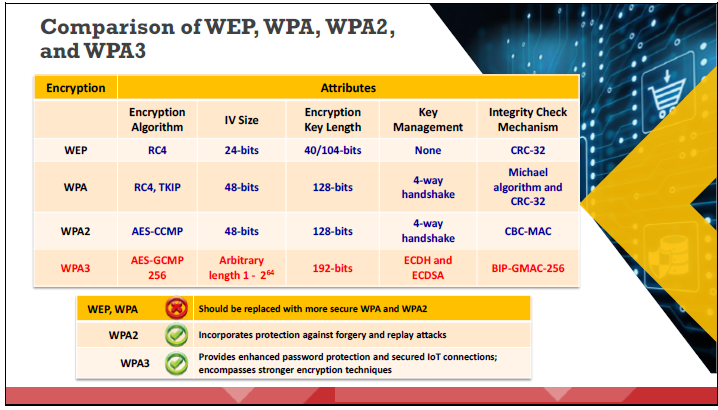 Comparison of WEP, WPA, WPA2,
and WPA3
Encryption Attributes
Encryption Algorithm IV Size Encryption Key Length Key Management Integrity Check Mechanism
WEP RC4 24-bits 40/104-bits None CRC-32
WPA RC4, TKIP 48-bits 128-bits 4-way handshake Michael algorithm and CRC-32
WPA2 AES-CCMP 48-bits 128-bits 4-way handshake CBC-MAC
WPA3 AES-GCMP 256 Arbitrary length 1 - 2^64 192-bits ECDH and ECDSA BIP-GMAC-256
WEP, WPA Should be replaced with more secure WPA and WPA2
WPA2 Incorporates protection against forgery and replay attacks
WPA3 Provides enhanced password protection and secured IoT connections;
encompasses stronger encryption techniques